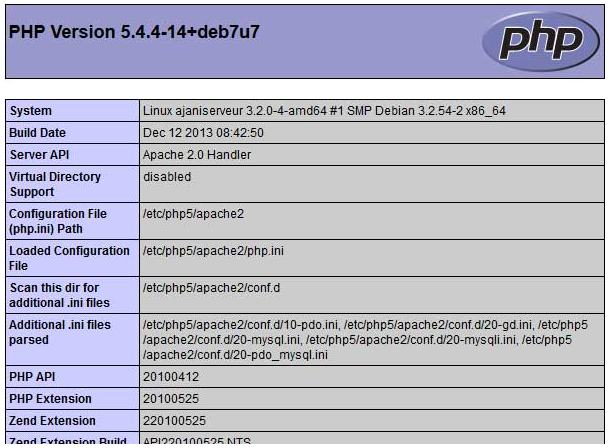 PHP Version 5.4.4-14+deb7u7
php
System Linux ajaniserveur 3.2.0-4-amd64 #1 SMP Debian 3.2.54-2 x86_64
Build Date Dec 12 2013 08:42:50
Server API Apache 2.0 Handler
Virtual Directory disabled
Support
Configuration File /etc/php5/apache2
(php.ini) Path
Loaded Configuration /etc/php5/apache2/php.ini
File
Scan this dir for /etc/php5/apache2/conf.d
additional .ini files
Additional .ini files /etc/php5/apache2/conf.d/10-pdo.ini, /etc/php5/apache2/conf.d/20-gd.ini, /etc/php5
parsed /apache2/conf.d/20-mysql.ini, /etc/php5/apache2/conf.d/20-mysqli.ini, /etc/php5
/apache2/conf.d/20-pdo_mysql.ini
PHP API 20100412
PHP Extension 20100525
Zend Extension 220100525
Zend Extension Build API220100525,NTS